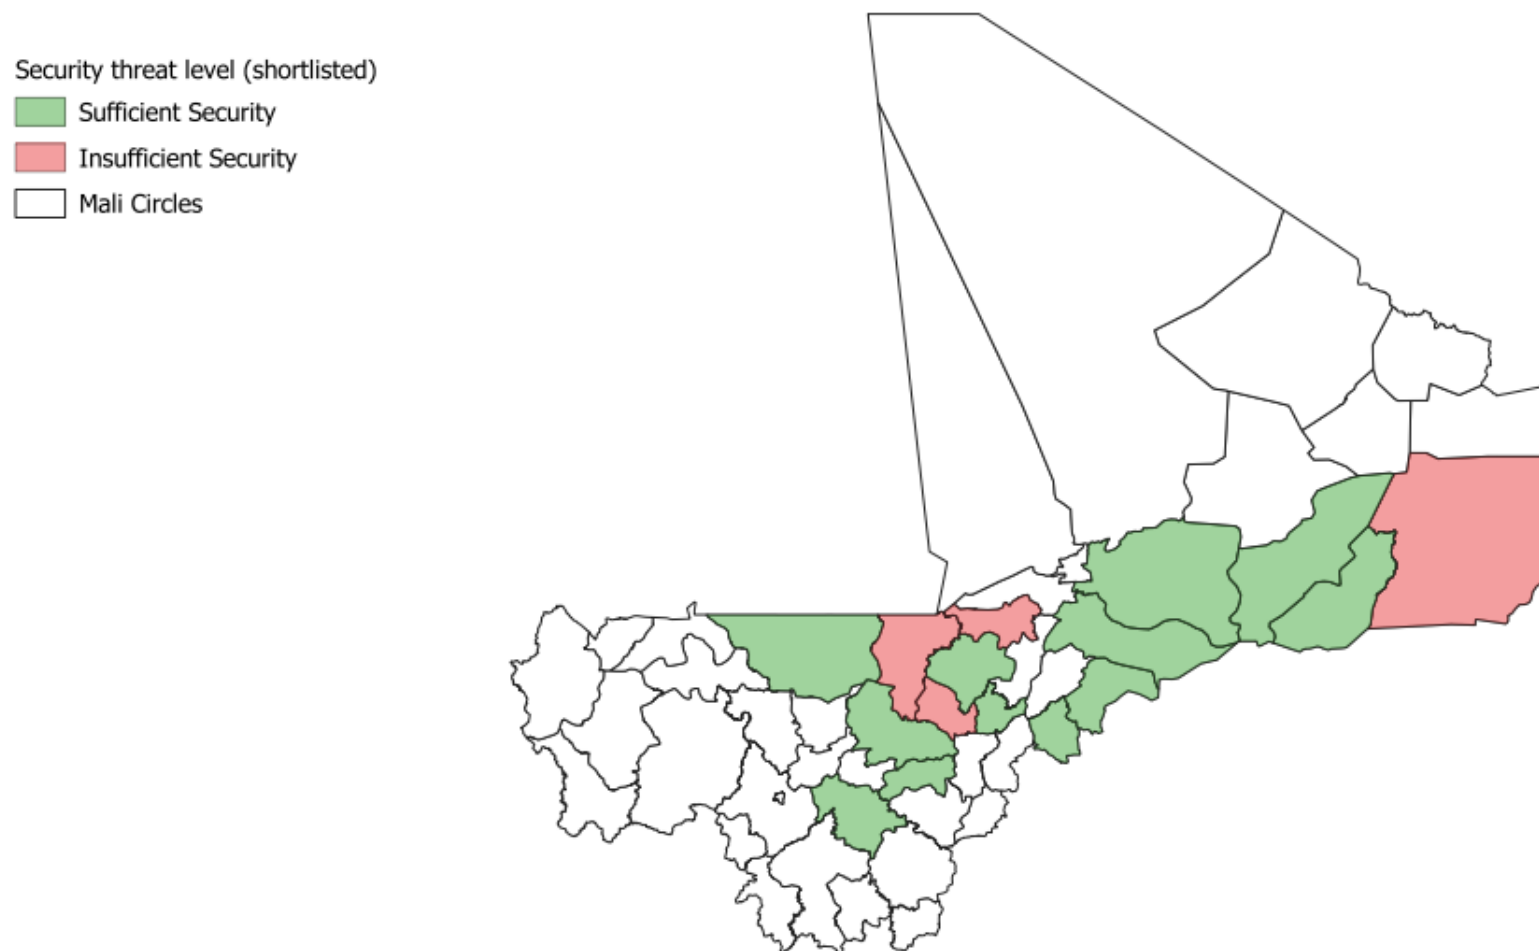 Security threat level (shortlisted)
Sufficient Security
Insufficient Security
Mali Circles